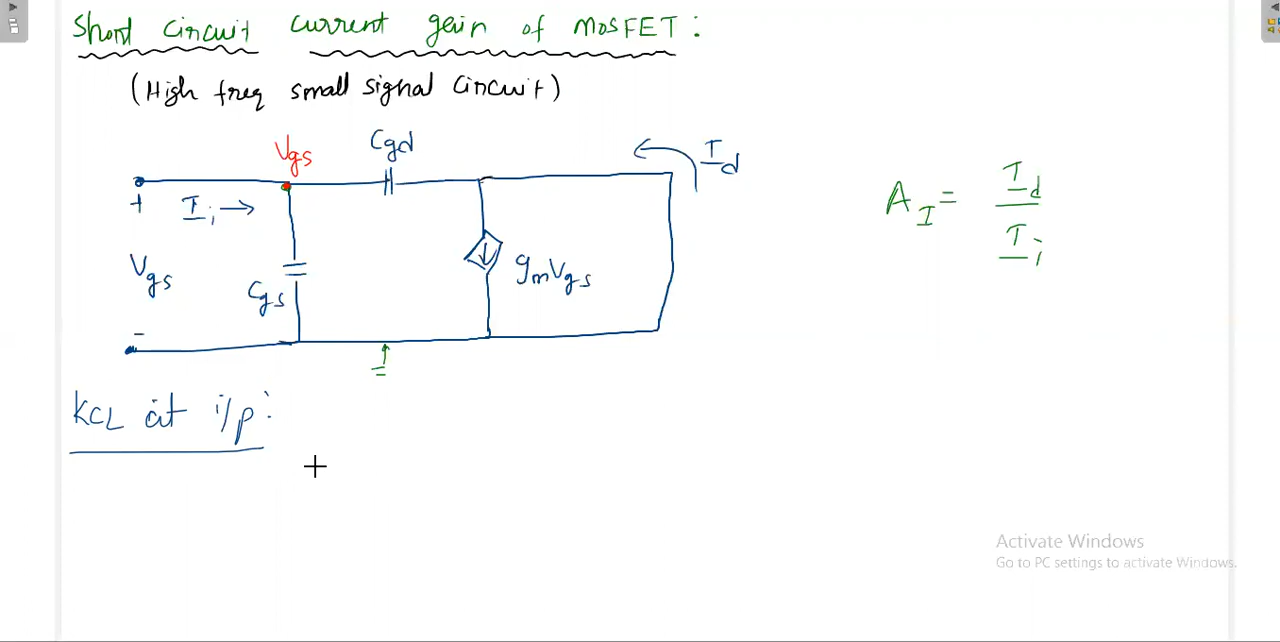 Short Circuit current gain of MOSFET:
(High freq small signal Circuit)
Vgs
Cgd
Id
+
Ii →
AI = Id / Ii
Vgs
Cgs
gmVgs
-
KCL at i/p:
Activate Windows
Go to PC settings to activate Windows.